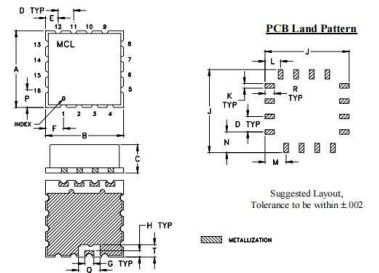 D TYP
E
12 11 10 9
13 8
MCL
14 7
A
15 6
16 5
P
1 2 3 4
INDEX
F
B
C
H TYP
T
G TYP
Q
PCB Land Pattern
J
L
K
TYP
R
TYP
J
D TYP
N
M
Suggested Layout,
Tolerance to be within ±.002
METALLIZATION